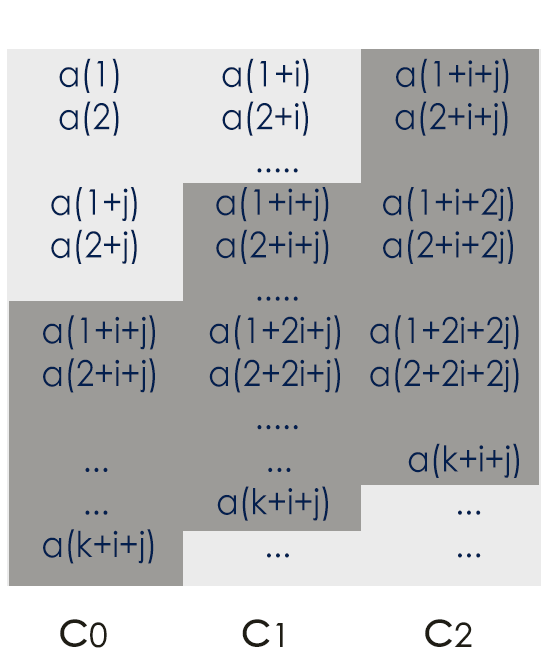 a(1) a(1+i) a(1+i+j)
a(2) a(2+i) a(2+i+j)
.....
a(1+j) a(1+i+j) a(1+i+2j)
a(2+j) a(2+i+j) a(2+i+2j)
.....
a(1+i+j) a(1+2i+j) a(1+2i+2j)
a(2+i+j) a(2+2i+j) a(2+2i+2j)
.....
... ... a(k+i+j)
... a(k+i+j) ...
a(k+i+j) ... ...
C0 C1 C2